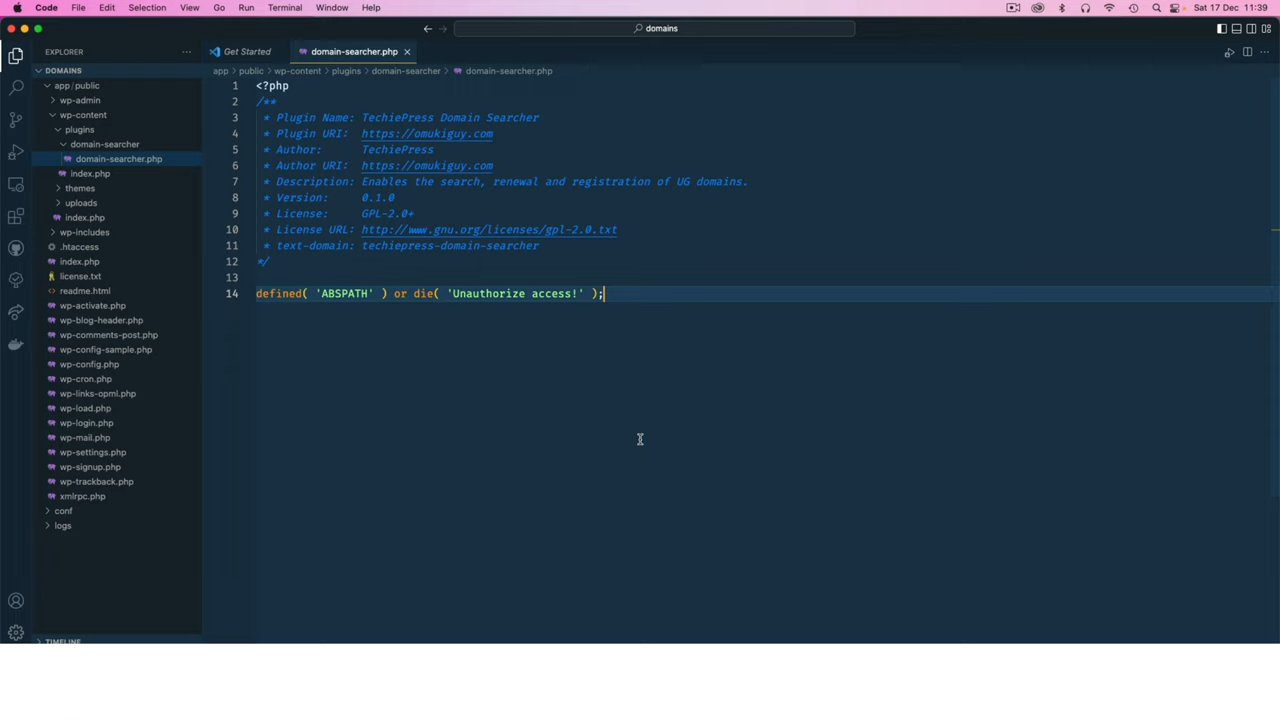 Code File Edit Selection View Go Run Terminal Window Help Sat 17 Dec 11:39
domains
EXPLORER
Get Started
domain-searcher.php
DOMAINS
app/public
wp-admin
wp-content
plugins
domain-searcher
domain-searcher.php
index.php
themes
uploads
index.php
wp-includes
.htaccess
index.php
license.txt
readme.html
wp-activate.php
wp-blog-header.php
wp-comments-post.php
wp-config-sample.php
wp-config.php
wp-cron.php
wp-links-opml.php
wp-load.php
wp-login.php
wp-mail.php
wp-settings.php
wp-signup.php
wp-trackback.php
xmlrpc.php
conf
logs
TIMELINE
app > public > wp-content > plugins > domain-searcher > domain-searcher.php
1 <?php
2 /**
3 * Plugin Name: TechiePress Domain Searcher
4 * Plugin URI: https://omukiguy.com
5 * Author: TechiePress
6 * Author URI: https://omukiguy.com
7 * Description: Enables the search, renewal and registration of UG domains.
8 * Version: 0.1.0
9 * License: GPL-2.0+
10 * License URL: http://www.gnu.org/licenses/gpl-2.0.txt
11 * text-domain: techiepress-domain-searcher
12 */
13
14 defined( 'ABSPATH' ) or die( 'Unauthorize access!' );